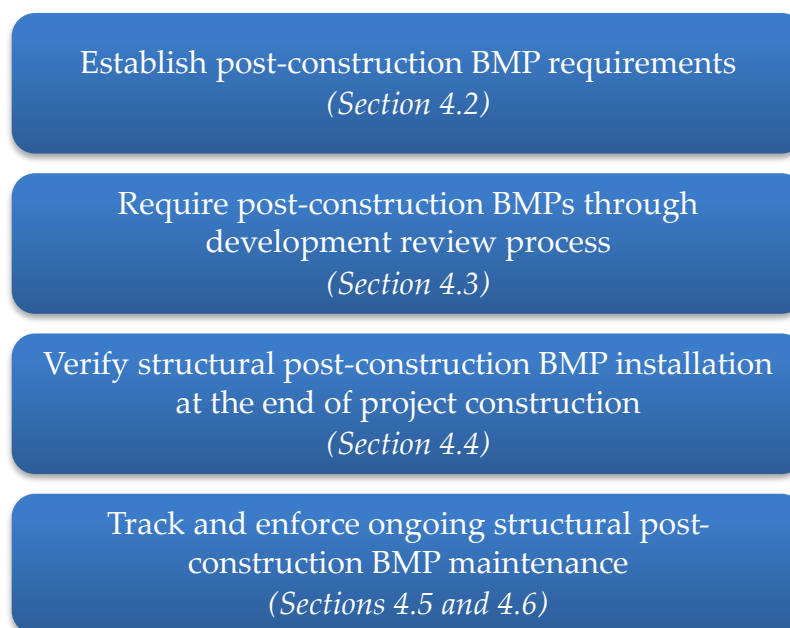 Establish post-construction BMP requirements
(Section 4.2)
Require post-construction BMPs through
development review process
(Section 4.3)
Verify structural post-construction BMP installation
at the end of project construction
(Section 4.4)
Track and enforce ongoing structural post-
construction BMP maintenance
(Sections 4.5 and 4.6)